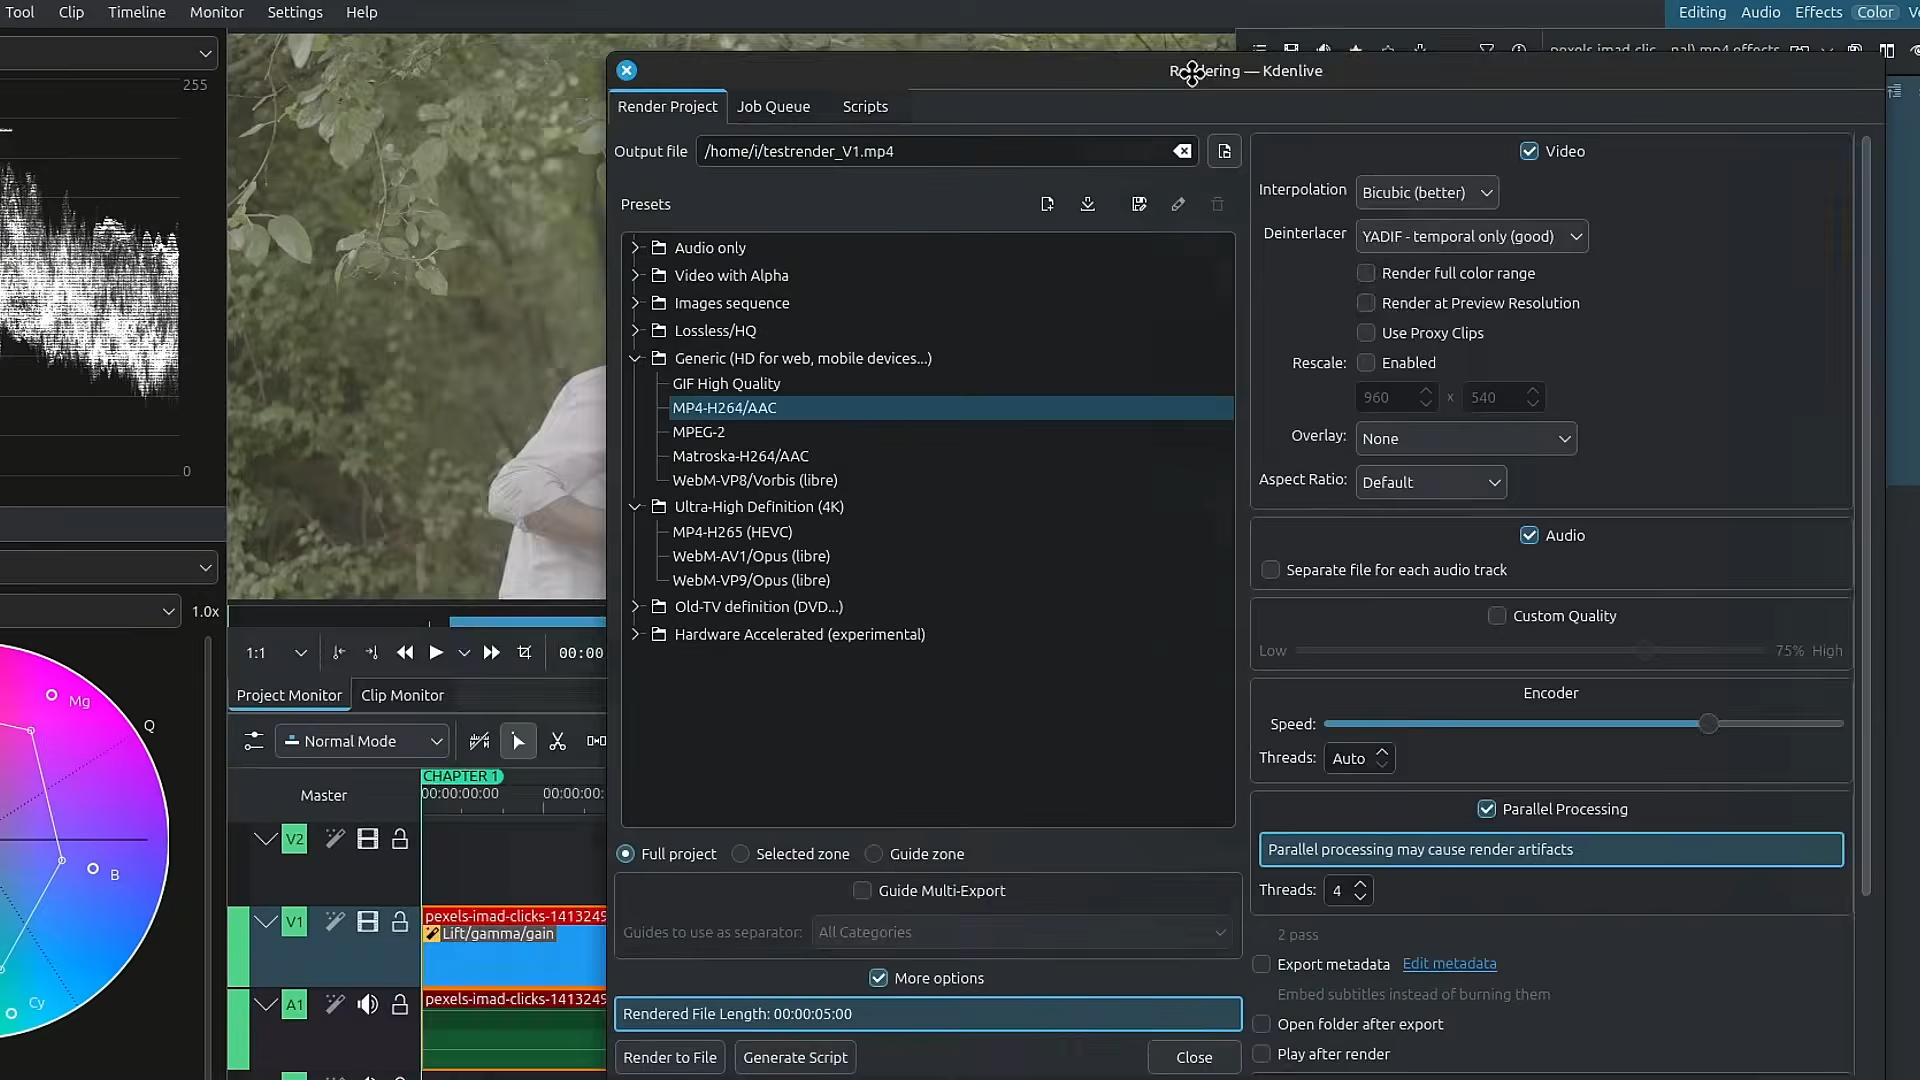 Tool Clip Timeline Monitor Settings Help
Editing Audio Effects Color
Rendering — Kdenlive
Render Project Job Queue Scripts
Output file /home/i/testrender_V1.mp4
Presets
Audio only
Video with Alpha
Images sequence
Lossless/HQ
Generic (HD for web, mobile devices...)
GIF High Quality
MP4-H264/AAC
MPEG-2
Matroska-H264/AAC
WebM-VP8/Vorbis (libre)
Ultra-High Definition (4K)
MP4-H265 (HEVC)
WebM-AV1/Opus (libre)
WebM-VP9/Opus (libre)
Old-TV definition (DVD...)
Hardware Accelerated (experimental)
Full project Selected zone Guide zone
Guide Multi-Export
Guides to use as separator: All Categories
More options
Rendered File Length: 00:00:05:00
Render to File Generate Script Close
Video
Interpolation Bicubic (better)
Deinterlacer YADIF - temporal only (good)
Render full color range
Render at Preview Resolution
Use Proxy Clips
Rescale: Enabled
960 x 540
Overlay: None
Aspect Ratio: Default
Audio
Separate file for each audio track
Custom Quality
Low 75% High
Encoder
Speed:
Threads: Auto
Parallel Processing
Parallel processing may cause render artifacts
Threads: 4
2 pass
Export metadata Edit metadata
Embed subtitles instead of burning them
Open folder after export
Play after render
255
0
1.0x
Mg
Q
B
Cy
1:1 00:00
Project Monitor Clip Monitor
Normal Mode
CHAPTER 1
Master 00:00:00:00 00:00:00:
V2
V1 pexels-imad-clicks-1413249
Lift/gamma/gain
A1 pexels-imad-clicks-1413249